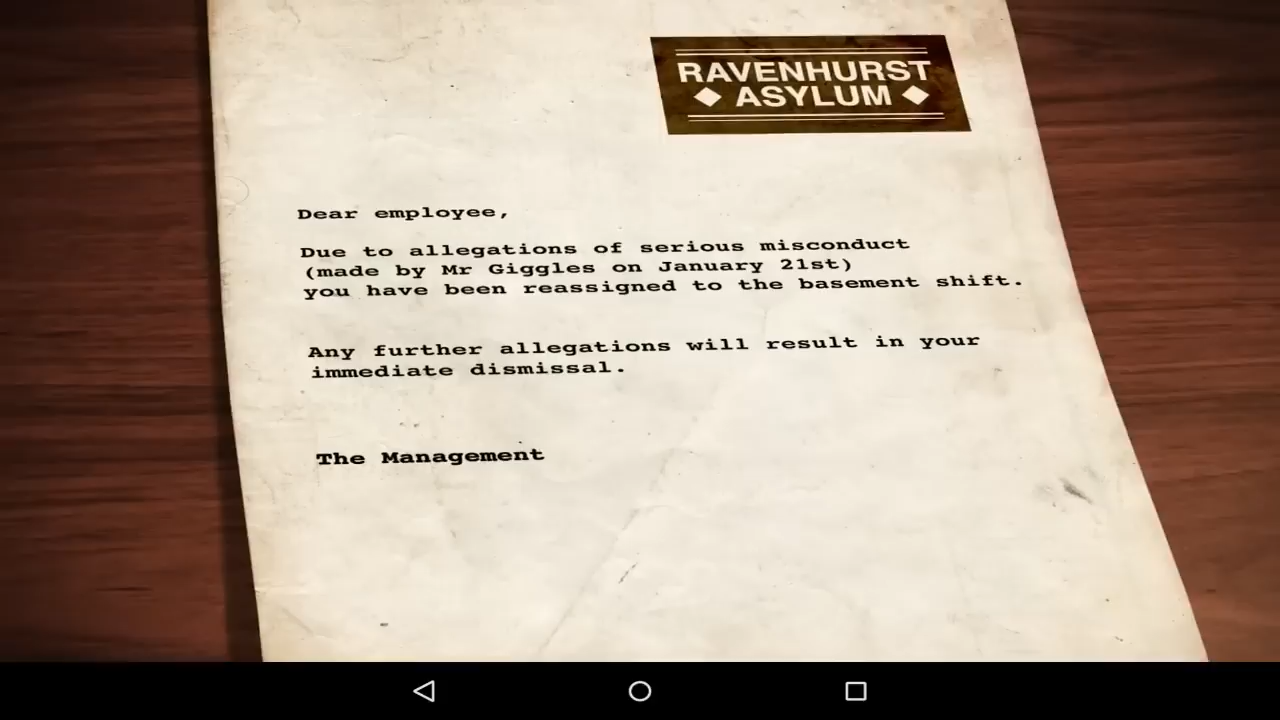 RAVENHURST
ASYLUM
Dear employee,
Due to allegations of serious misconduct
(made by Mr Giggles on January 21st)
you have been reassigned to the basement shift.
Any further allegations will result in your
immediate dismissal.
The Management